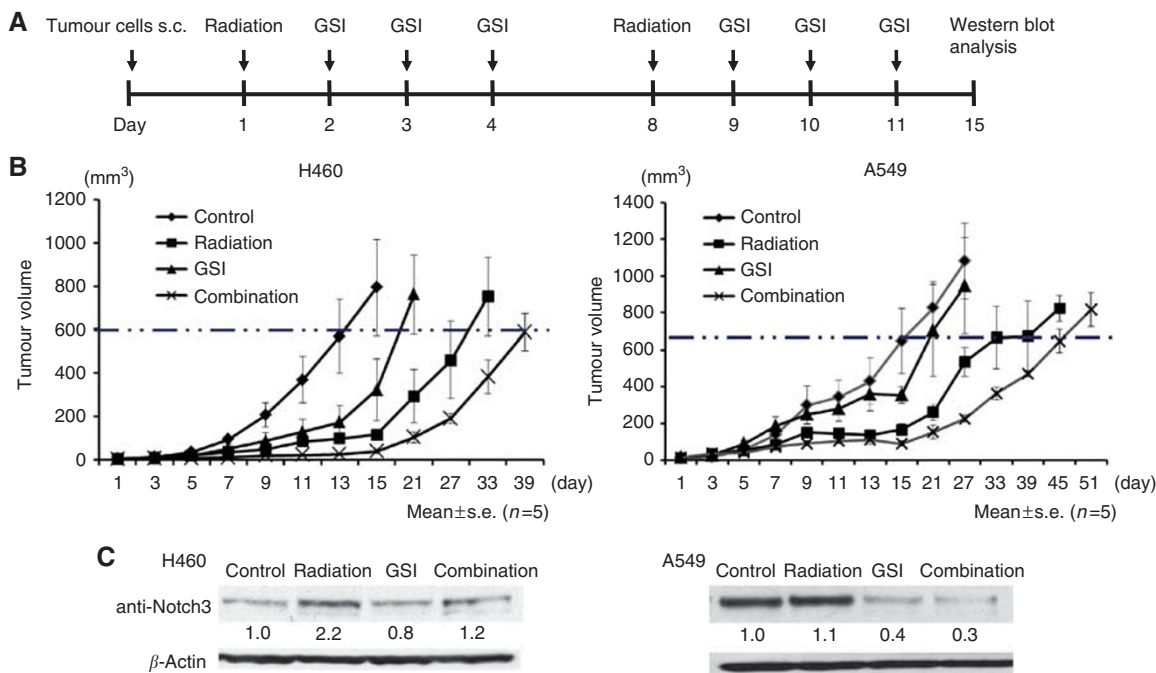 A
Tumour cells s.c. Radiation GSI GSI GSI Radiation GSI GSI GSI Western blot
analysis
Day 1 2 3 4 8 9 10 11 15
B
(mm³)
H460
1200
1000
800
600
400
200
0
Tumour volume
Control
Radiation
GSI
Combination
1 3 5 7 9 11 13 15 21 27 33 39 (day)
Mean±s.e. (n=5)
(mm³)
A549
1400
1200
1000
800
600
400
200
0
Tumour volume
Control
Radiation
GSI
Combination
1 3 5 7 9 11 13 15 21 27 33 39 45 51 (day)
Mean±s.e. (n=5)
C
H460
Control Radiation GSI Combination
anti-Notch3
1.0 2.2 0.8 1.2
β-Actin
A549
Control Radiation GSI Combination
1.0 1.1 0.4 0.3